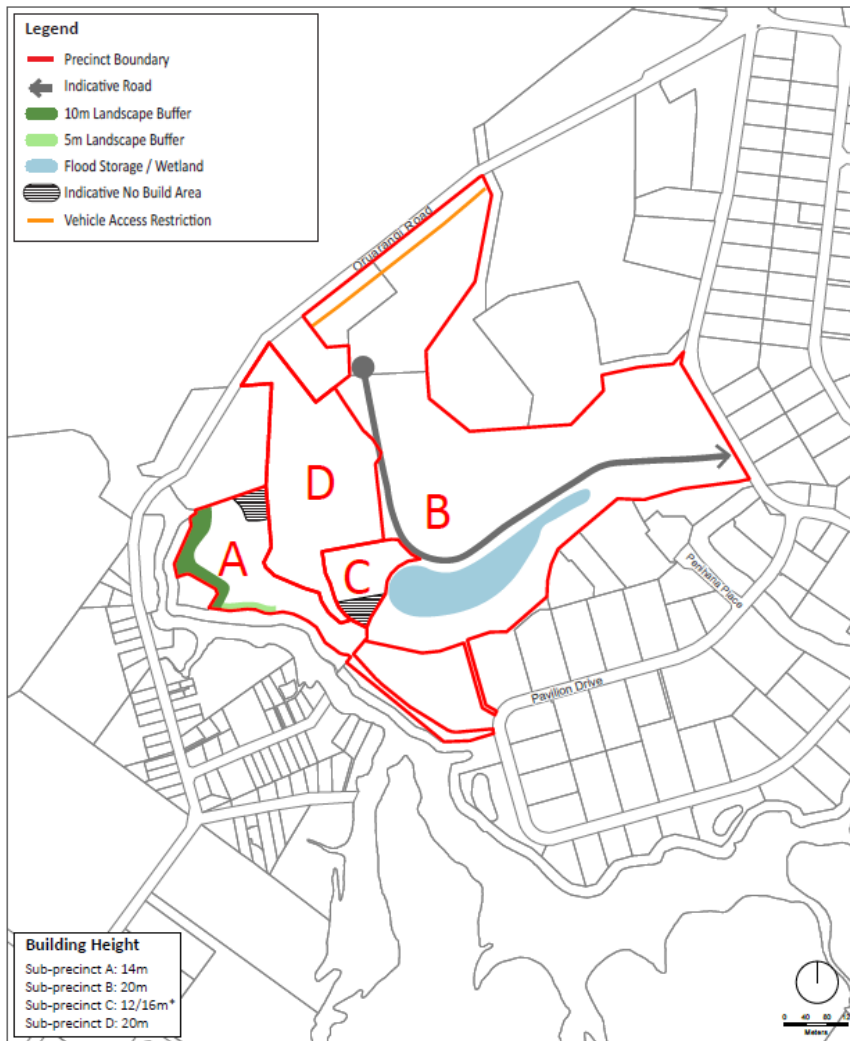 Legend
Precinct Boundary
Indicative Road
10m Landscape Buffer
5m Landscape Buffer
Flood Storage / Wetland
Indicative No Build Area
Vehicle Access Restriction
Oruarangi Road
D
B
A
C
Perihana Place
Pavilion Drive
Building Height
Sub-precinct A: 14m
Sub-precinct B: 20m
Sub-precinct C: 12/16m*
Sub-precinct D: 20m
0 40 80 12
Meters